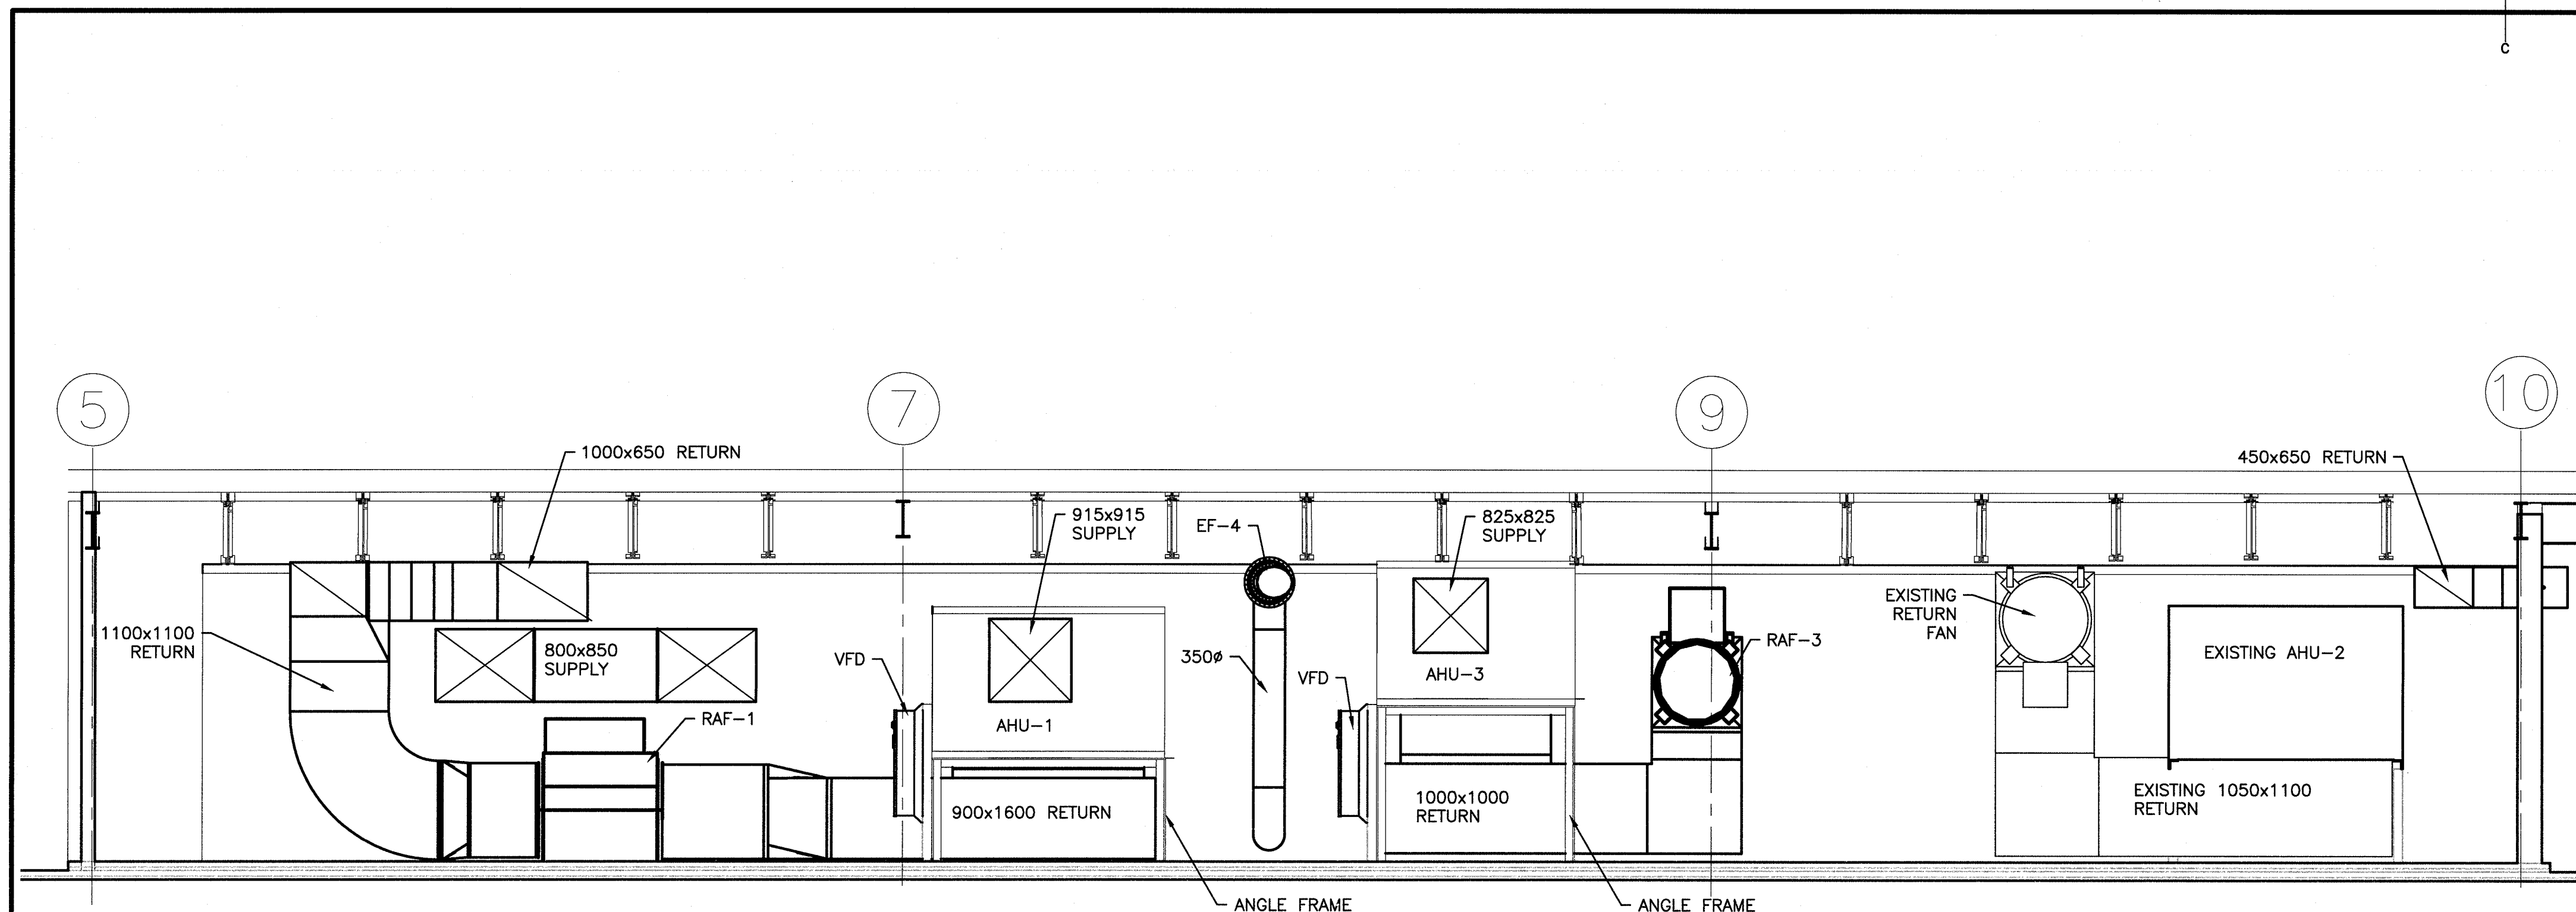 C
5
7
9
10
1000x650 RETURN
450x650 RETURN
915x915
SUPPLY
EF-4
825x825
SUPPLY
1100x1100
RETURN
800x850
SUPPLY
VFD
350ø
VFD
AHU-3
RAF-3
EXISTING
RETURN
FAN
EXISTING AHU-2
RAF-1
AHU-1
900x1600 RETURN
1000x1000
RETURN
EXISTING 1050x1100
RETURN
ANGLE FRAME
ANGLE FRAME